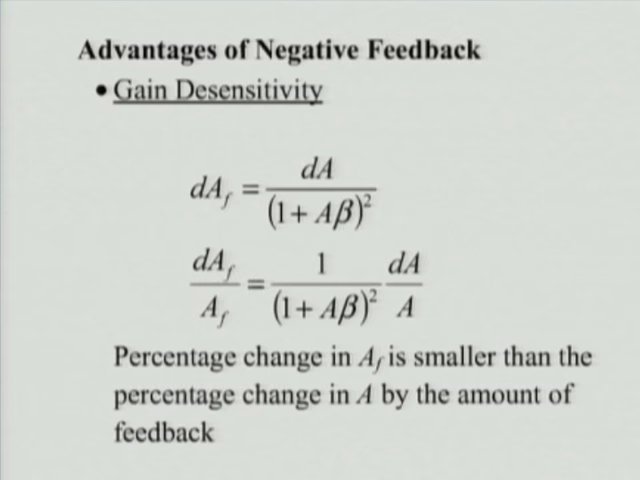 Advantages of Negative Feedback
• Gain Desensitivity
dA_f = dA / (1 + Aβ)²
dA_f / A_f = 1 / (1 + Aβ)² dA / A
Percentage change in A_f is smaller than the
percentage change in A by the amount of
feedback